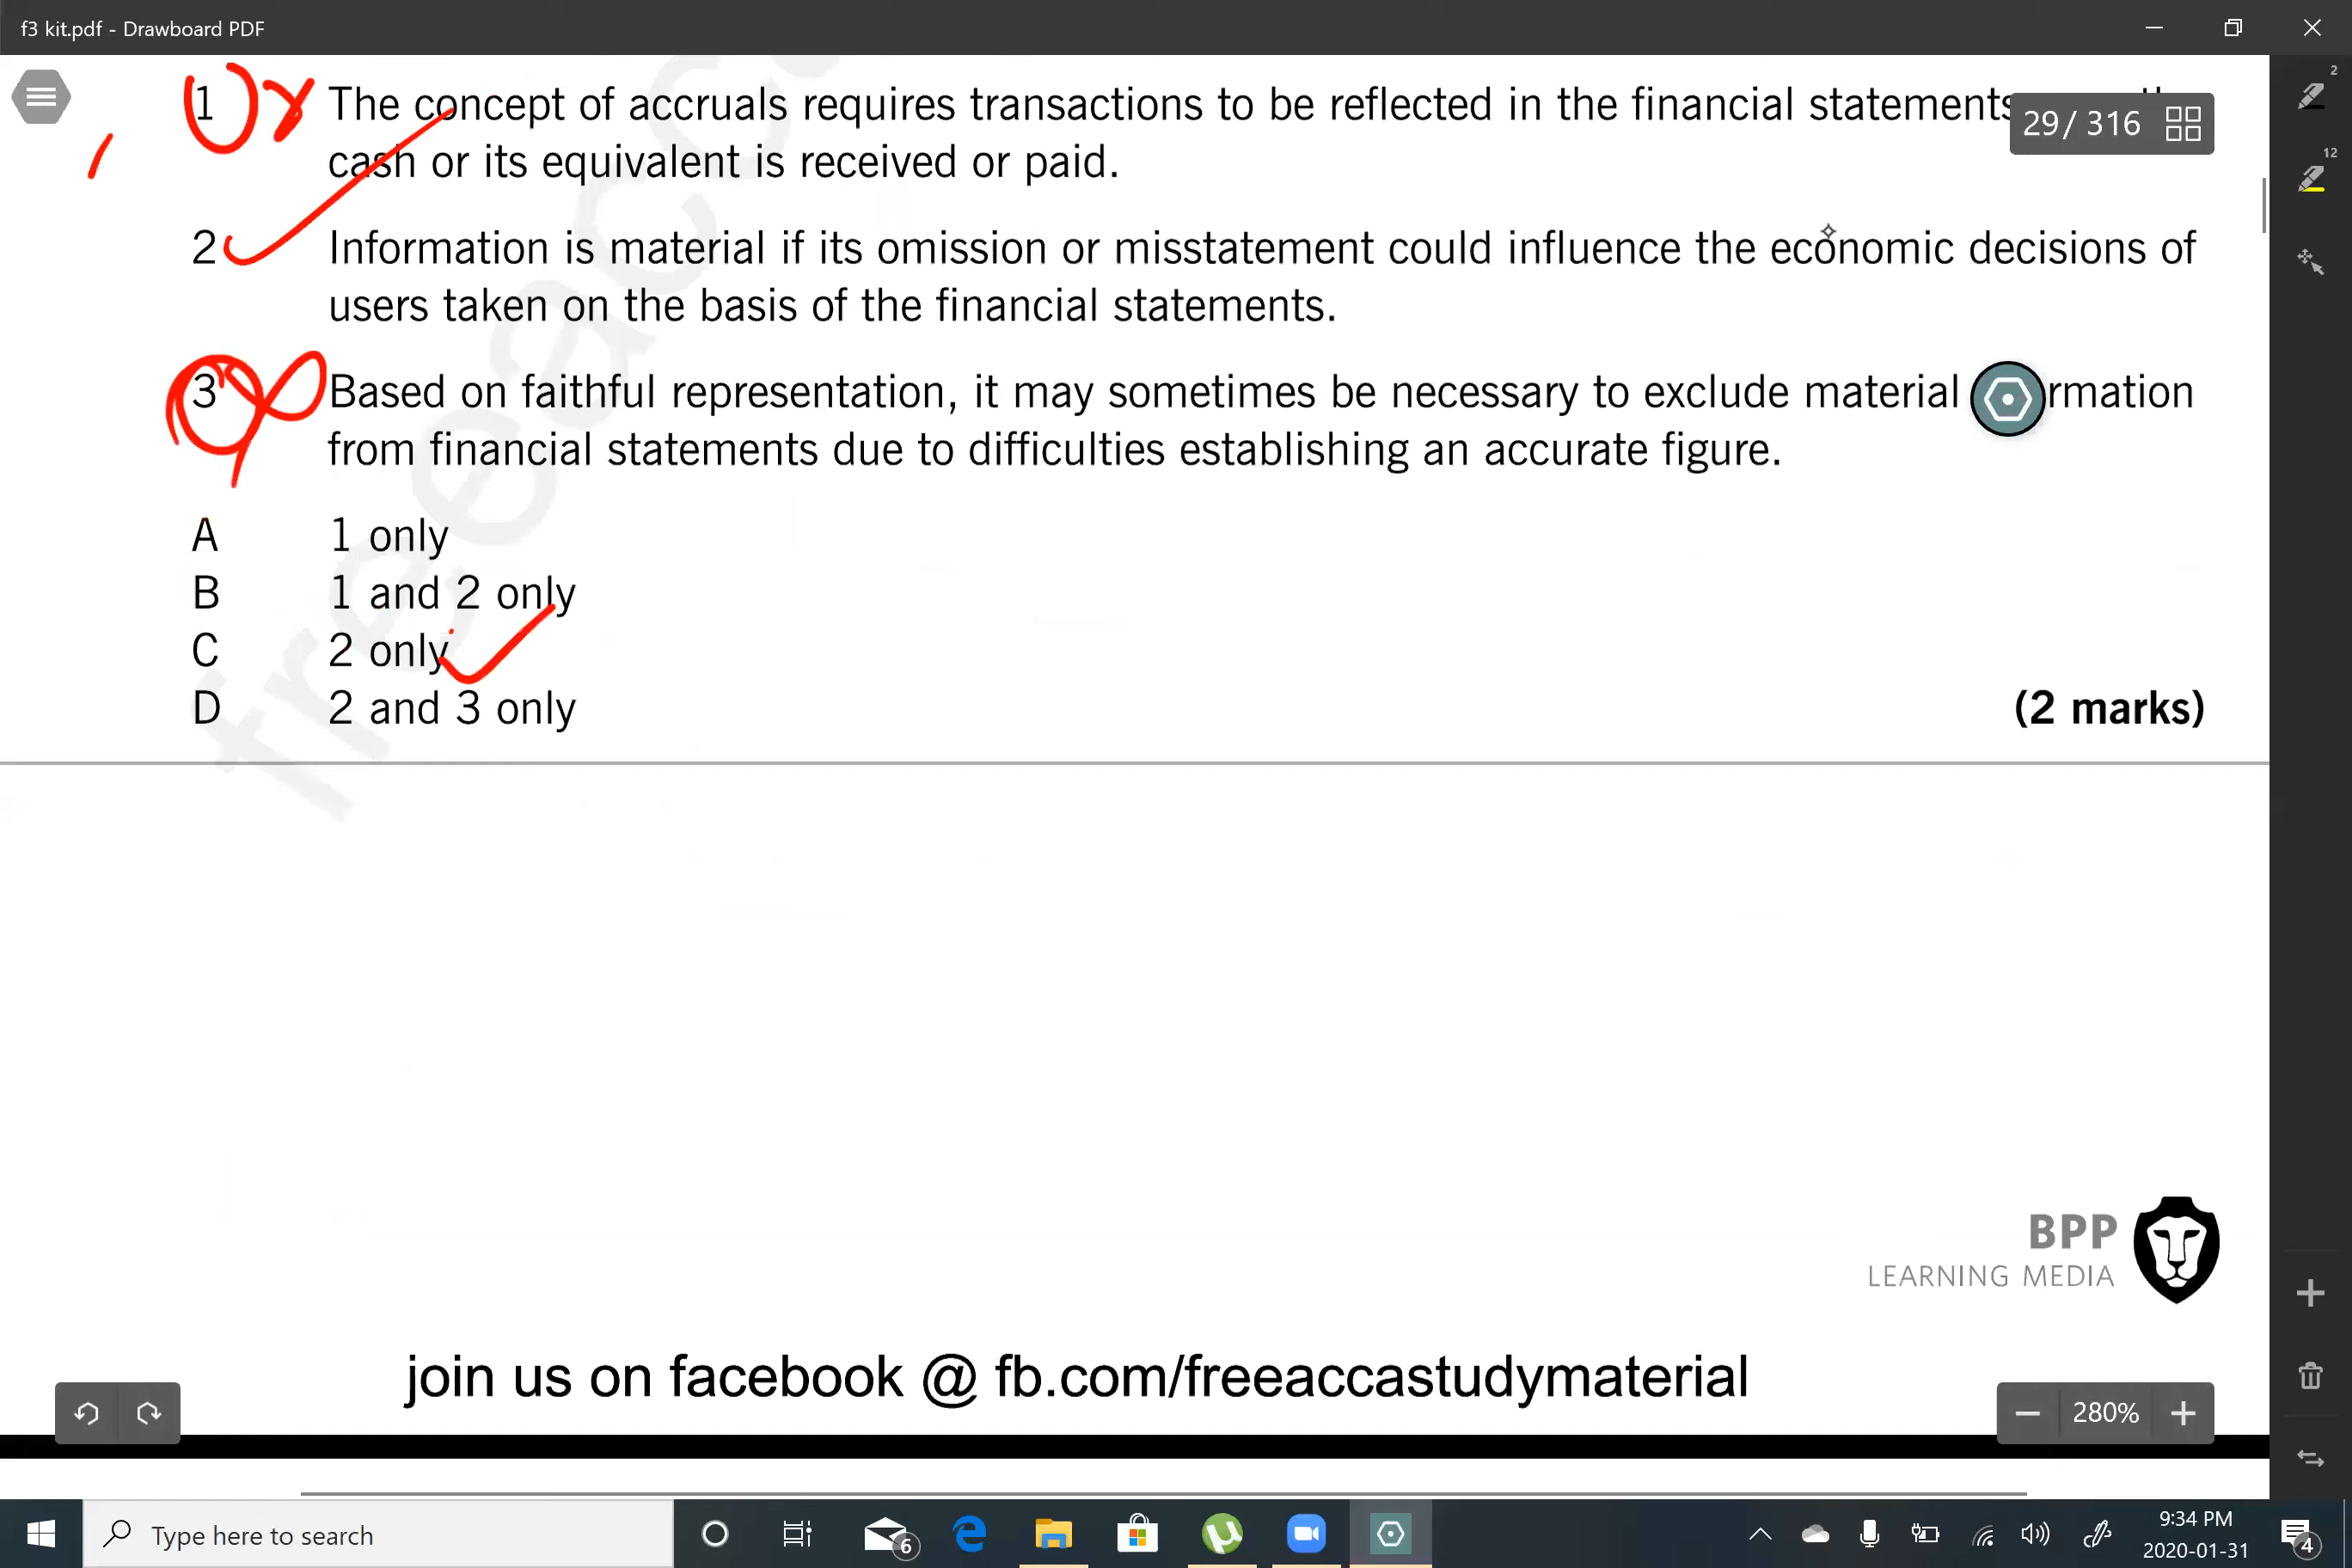 f3 kit.pdf - Drawboard PDF
1 The concept of accruals requires transactions to be reflected in the financial statements
cash or its equivalent is received or paid.
29/ 316
2
12
2 Information is material if its omission or misstatement could influence the economic decisions of
users taken on the basis of the financial statements.
3 Based on faithful representation, it may sometimes be necessary to exclude material rmation
from financial statements due to difficulties establishing an accurate figure.
A 1 only
B 1 and 2 only
C 2 only
D 2 and 3 only
(2 marks)
BPP
LEARNING MEDIA
join us on facebook @ fb.com/freeaccastudymaterial
280%
Type here to search
6
9:34 PM
2020-01-31
4